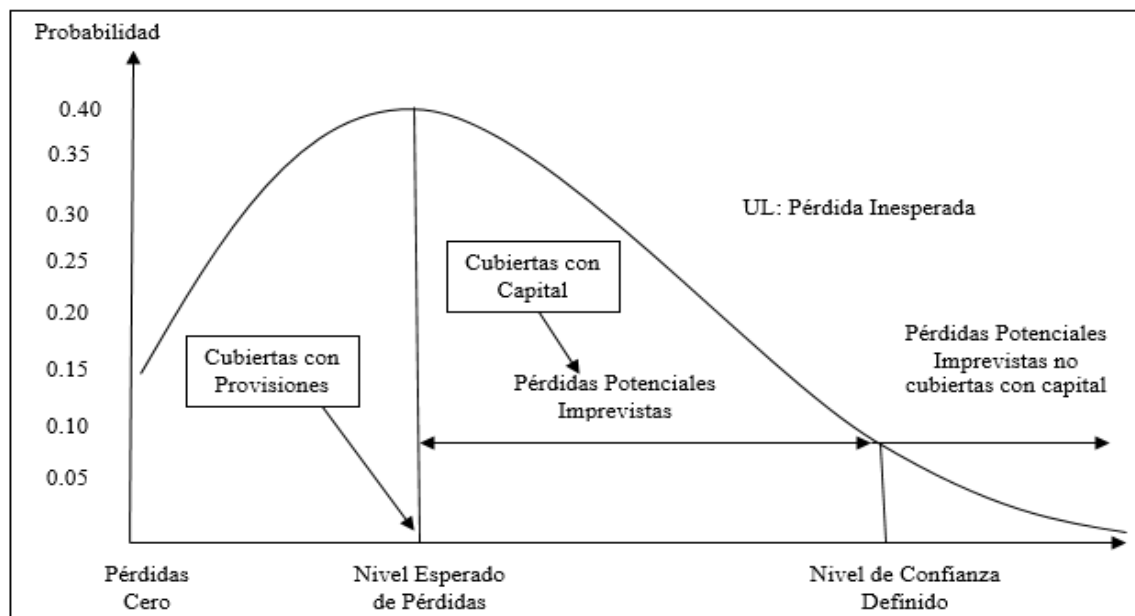 Probabilidad
0.40
0.35
0.30
UL: Pérdida Inesperada
0.25
Cubiertas con
Capital
0.20
Pérdidas Potenciales
Imprevistas no
cubiertas con capital
0.15
Cubiertas con
Provisiones
Pérdidas Potenciales
Imprevistas
0.10
0.05
Pérdidas
Cero
Nivel Esperado
de Pérdidas
Nivel de Confíanza
Definido